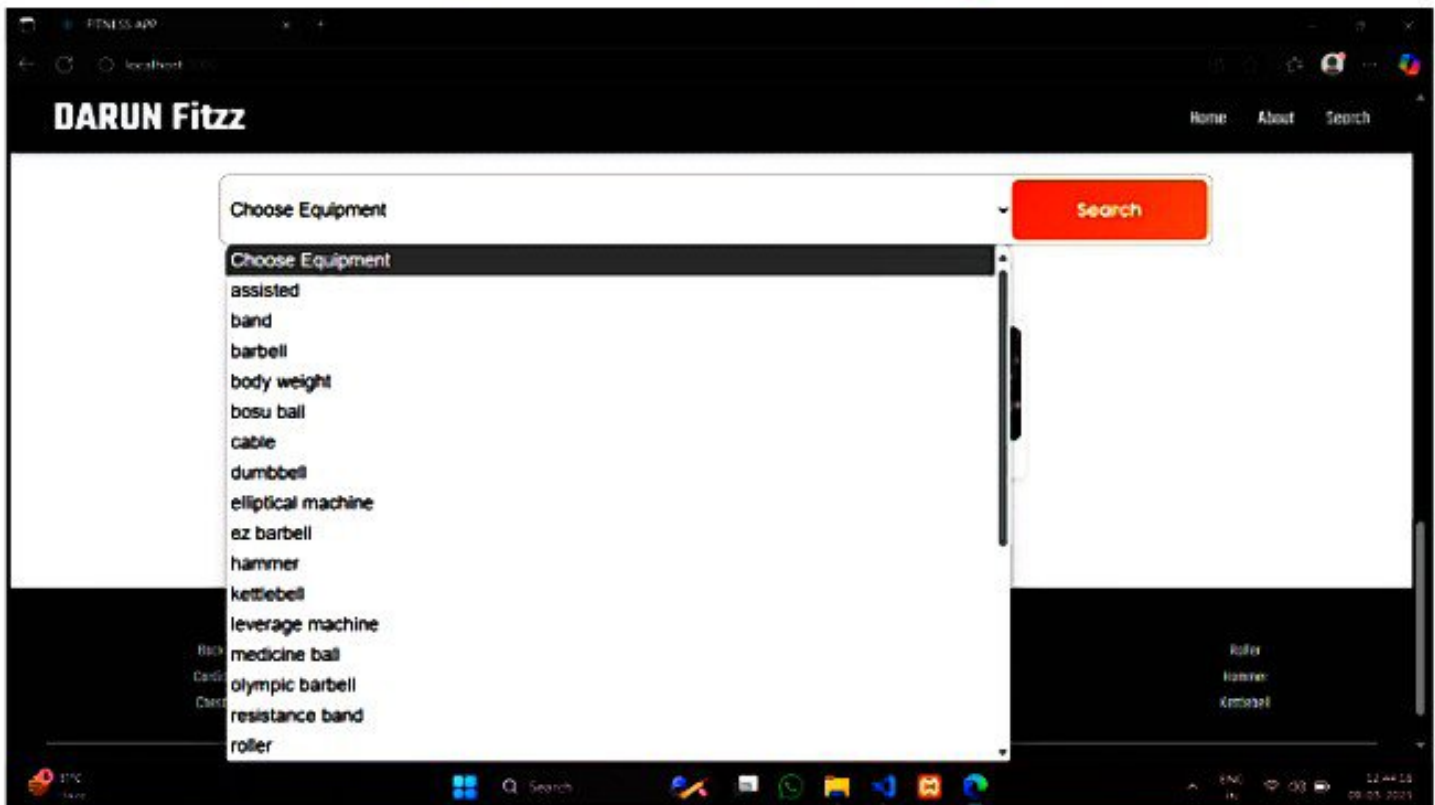 FITNESS APP
localhost
DARUN Fitzz
Home About Search
Choose Equipment
Search
Choose Equipment
assisted
band
barbell
body weight
bosu ball
cable
dumbbell
elliptical machine
ez barbell
hammer
kettlebell
leverage machine
medicine ball
olympic barbell
resistance band
roller
Roller
Hammer
Kettlebell
Search
ENG
IN